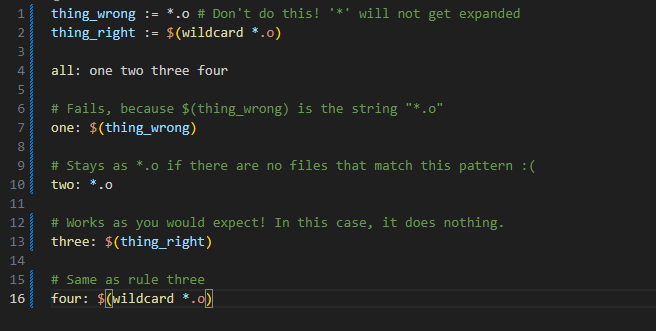 1 thing_wrong := *.o # Don't do this! '*' will not get expanded
2 thing_right := $(wildcard *.o)
3
4 all: one two three four
5
6 # Fails, because $(thing_wrong) is the string "*.o"
7 one: $(thing_wrong)
8
9 # Stays as *.o if there are no files that match this pattern :(
10 two: *.o
11
12 # Works as you would expect! In this case, it does nothing.
13 three: $(thing_right)
14
15 # Same as rule three
16 four: $(wildcard *.o)